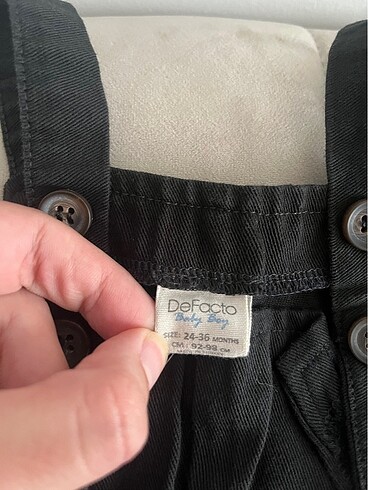 DeFacto
Baby Boy
SIZE: 24-36 MONTHS
CM: 92-98 CM